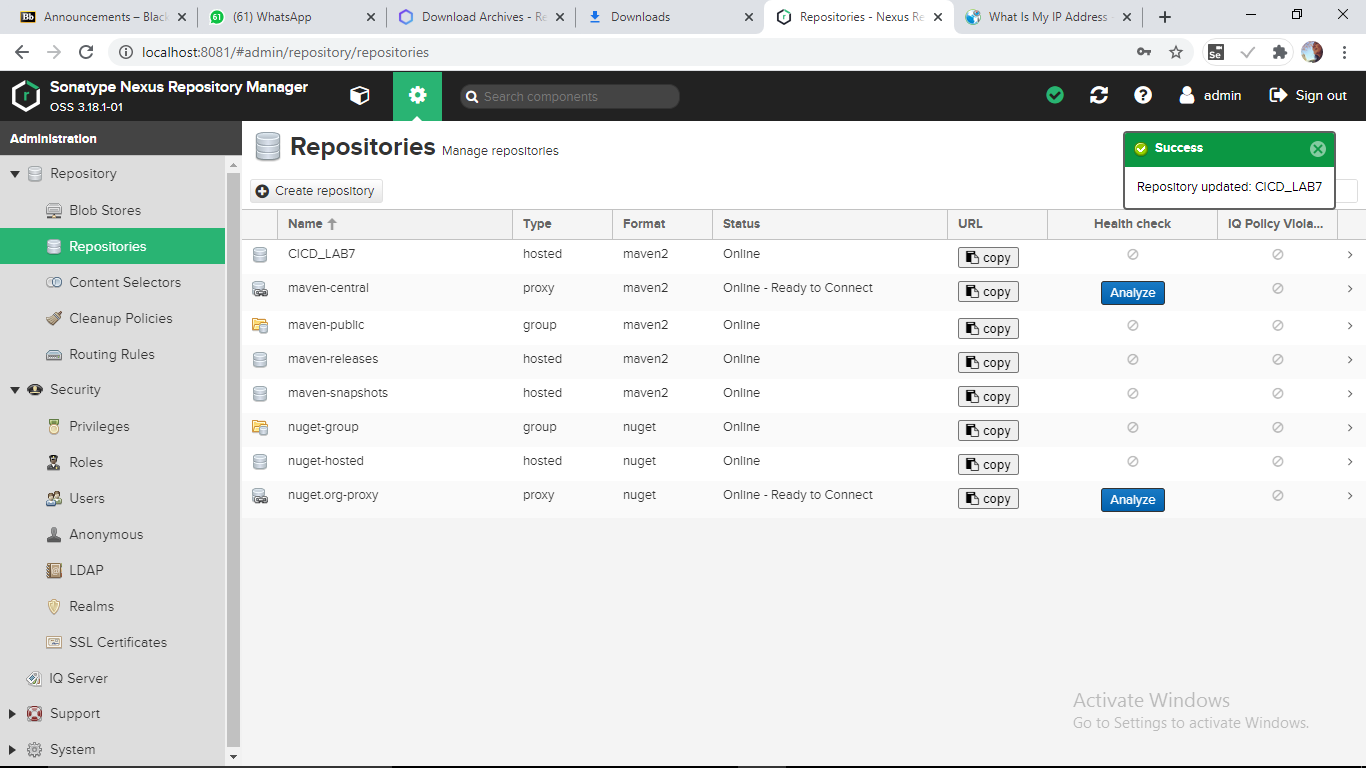 Announcements – Blac
(61) WhatsApp
Download Archives - Re
Downloads
Repositories - Nexus Re
What Is My IP Address
localhost:8081/#admin/repository/repositories
Sonatype Nexus Repository Manager
OSS 3.18.1-01
Search components
admin
Sign out
Administration
Repository
Blob Stores
Repositories
Content Selectors
Cleanup Policies
Routing Rules
Security
Privileges
Roles
Users
Anonymous
LDAP
Realms
SSL Certificates
IQ Server
Support
System
Repositories Manage repositories
Success
Repository updated: CICD_LAB7
Create repository
Name Type Format Status URL Health check IQ Policy Viola...
CICD_LAB7 hosted maven2 Online copy
maven-central proxy maven2 Online - Ready to Connect copy Analyze
maven-public group maven2 Online copy
maven-releases hosted maven2 Online copy
maven-snapshots hosted maven2 Online copy
nuget-group group nuget Online copy
nuget-hosted hosted nuget Online copy
nuget.org-proxy proxy nuget Online - Ready to Connect copy Analyze
Activate Windows
Go to Settings to activate Windows.